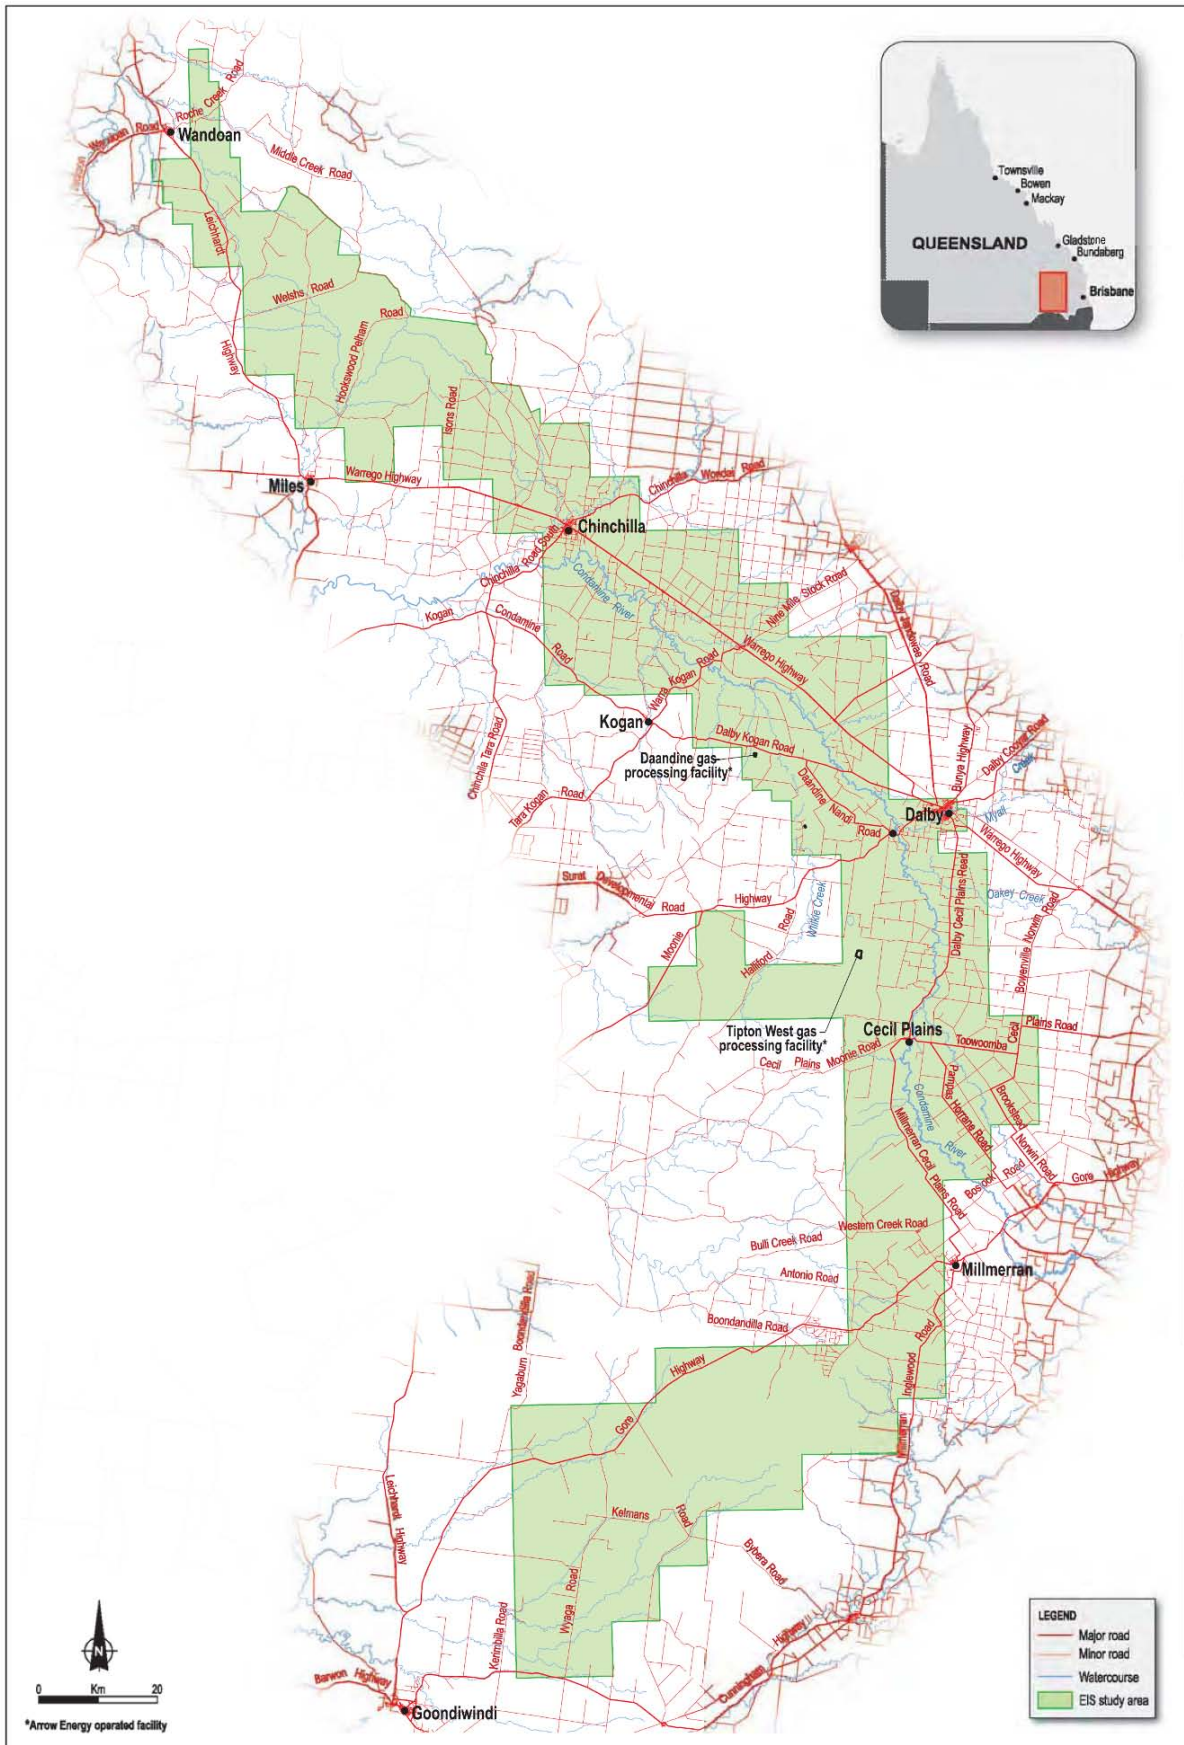 Roche Creek Road
Wandoan Road
Wandoan
Middle Creek Road
Leichhardt
Highway
Welshs Road
Hookswood Pelham
Road
Isons Road
Miles
Warrego Highway
Chinchilla Wondai Road
Chinchilla
Chinchilla Road South
Condamine River
Kogan
Condamine
Road
Nine Mile Stock Road
Dalby Jandowae Road
Warrego Highway
Warra Kogan Road
Kogan
Chinchilla Tara Road
Dalby Kogan Road
Bunya Highway
Dalby Cooyar Road
Creek
Myall
Daandine gas
processing facility*
Daandine
Nandi
Road
Dalby
Tara Kogan Road
Warrego Highway
Surat Developmental Road
Highway
Moonie
Halliford
Road
Wilkie Creek
Dalby Cecil Plains Road
Oakey Creek
Bowenville Norwin Road
Tipton West gas
processing facility*
Cecil Plains
Cecil Plains Moonie Road
Toowoomba
Cecil
Plains Road
Pampas
Horrane Road
Brookstead
Norwin Road
Condamine
River
Millmerran Cecil Plains Road
Bostock Road
Gore Highway
Western Creek Road
Bulli Creek Road
Antonio Road
Millmerran
Boondandilla Road
Yagaburn Boondandilla Road
Highway
Gore
Inglewood
Road
Millmerran
Leichhardt Highway
Kelmans
Road
Wyaga Road
Bybera Road
Kerimbilla Road
Cunningham
Highway
Barwon Highway
Goondiwindi
QUEENSLAND
Townsville
Bowen
Mackay
Gladstone
Bundaberg
Brisbane
N
0 Km 20
*Arrow Energy operated facility
LEGEND
Major road
Minor road
Watercourse
EIS study area